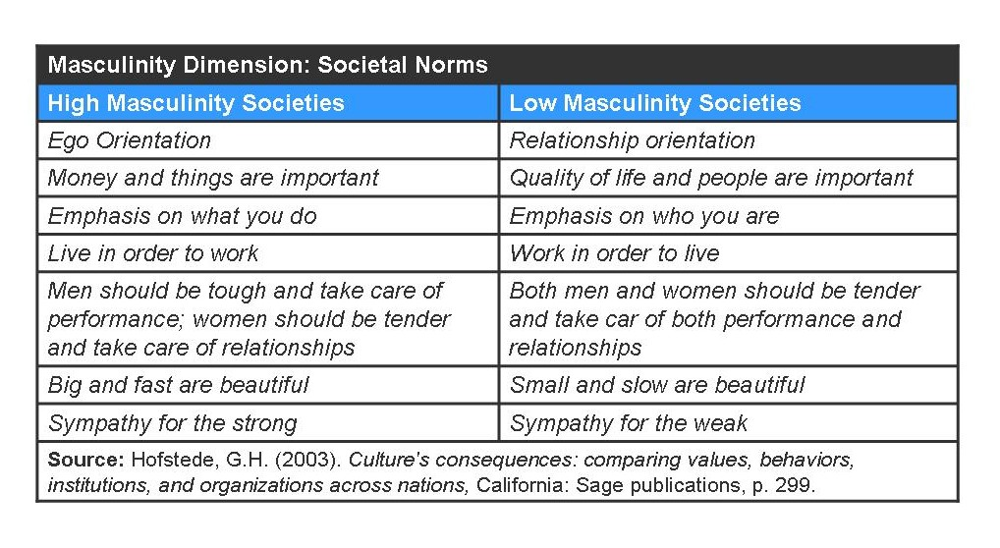 Masculinity Dimension: Societal Norms
High Masculinity Societies
Low Masculinity Societies
Ego Orientation
Relationship orientation
Money and things are important
Quality of life and people are important
Emphasis on what you do
Emphasis on who you are
Live in order to work
Work in order to live
Men should be tough and take care of
performance; women should be tender
and take care of relationships
Both men and women should be tender
and take car of both performance and
relationships
Big and fast are beautiful
Small and slow are beautiful
Sympathy for the strong
Sympathy for the weak
Source: Hofstede, G.H. (2003). Culture's consequences: comparing values, behaviors,
institutions, and organizations across nations, California: Sage publications, p. 299.